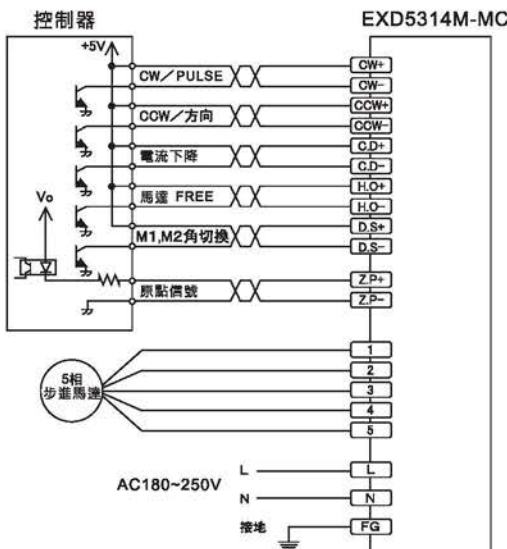 控制器
EXD5314M-MC
+5V
CW/PULSE
CW+
CW-
CCW/方向
CCW+
CCW-
電流下降
C.D+
C.D-
馬達 FREE
H.O+
H.O-
M1,M2角切換
D.S+
D.S-
Vo
原點信號
Z.P+
Z.P-
5相
步進馬達
1
2
3
4
5
AC180~250V
L
L
N
N
接地
FG